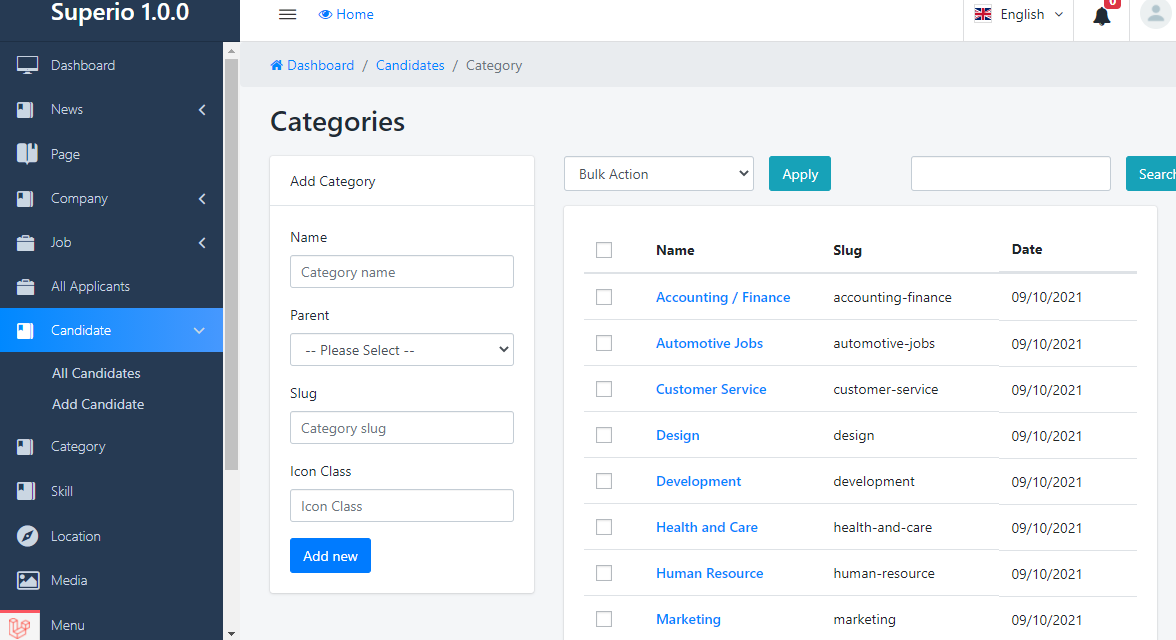 Superio 1.0.0
Home
English
0
Dashboard
News
Page
Company
Job
All Applicants
Candidate
All Candidates
Add Candidate
Category
Skill
Location
Media
Menu
Dashboard / Candidates / Category
Categories
Add Category
Name
Category name
Parent
-- Please Select --
Slug
Category slug
Icon Class
Icon Class
Add new
Bulk Action Apply Search
Name Slug Date
Accounting / Finance accounting-finance 09/10/2021
Automotive Jobs automotive-jobs 09/10/2021
Customer Service customer-service 09/10/2021
Design design 09/10/2021
Development development 09/10/2021
Health and Care health-and-care 09/10/2021
Human Resource human-resource 09/10/2021
Marketing marketing 09/10/2021